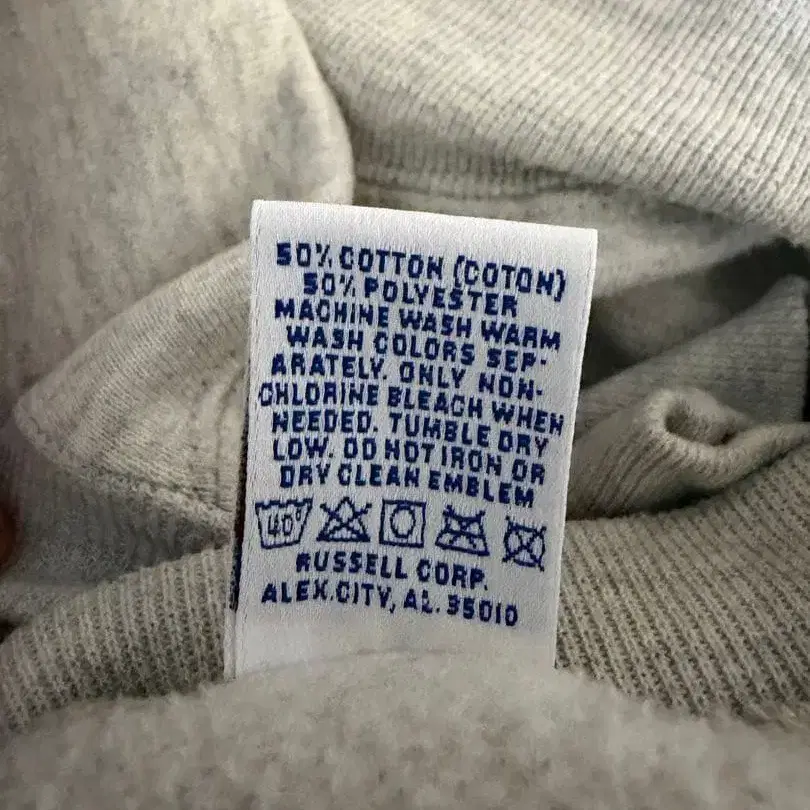 50% COTTON (COTON)
50% POLYESTER
MACHINE WASH WARM
WASH COLORS SEP-
ARATELY. ONLY NON-
CHLORINE BLEACH WHEN
NEEDED. TUMBLE DRY
LOW. DO NOT IRON OR
DRY CLEAN EMBLEM
40°
RUSSELL CORP.
ALEX.CITY, AL. 35010